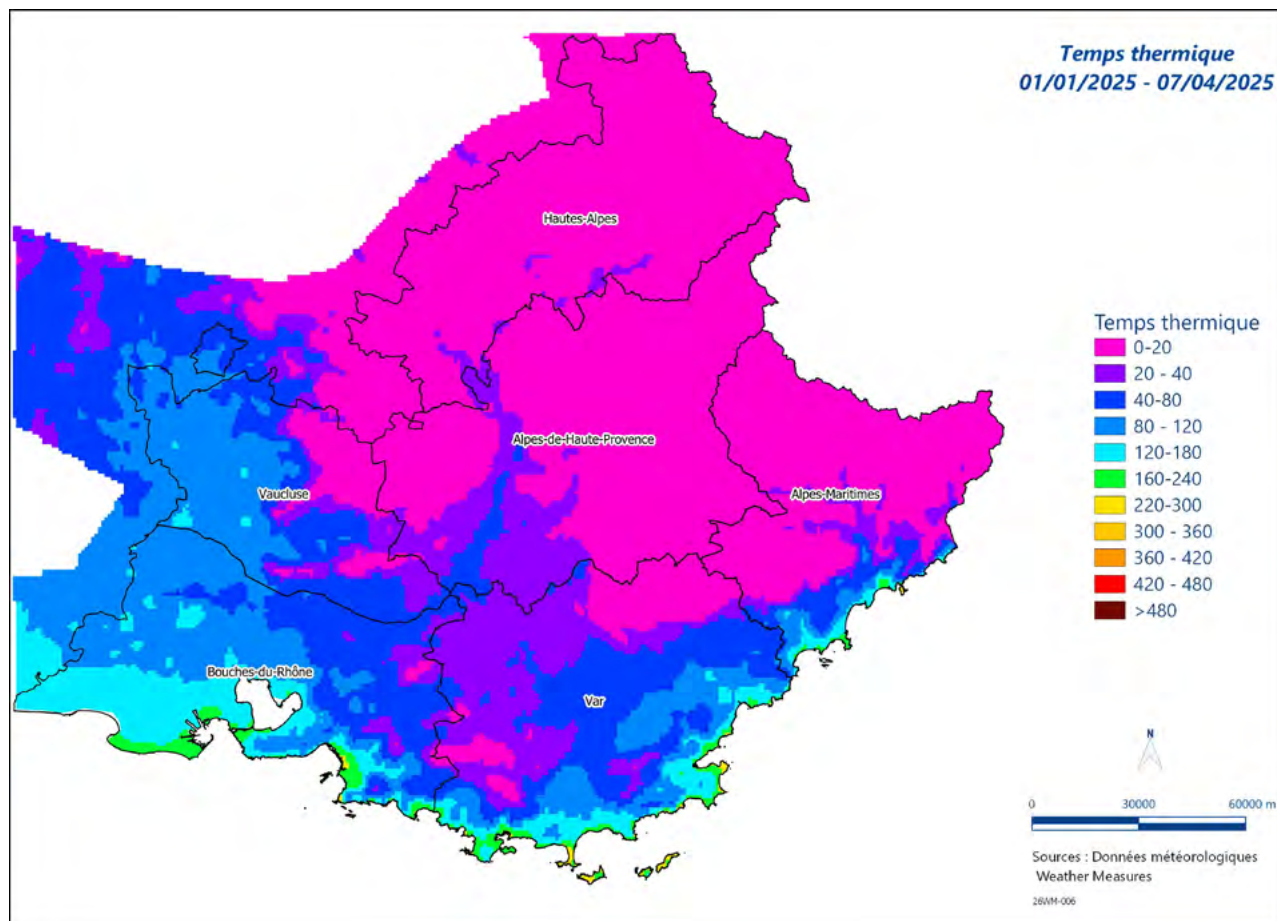 Temps thermique
01/01/2025 - 07/04/2025
Hautes-Alpes
Temps thermique
0-20
20 - 40
40-80
80 - 120
120-180
160-240
220-300
300 - 360
360 - 420
420 - 480
>480
Alpes-de-Haute-Provence
Vaucluse
Alpes-Maritimes
Bouches-du-Rhône
Var
N
0 30000 60000 m
Sources : Données météorologiques
Weather Measures
26WM-006